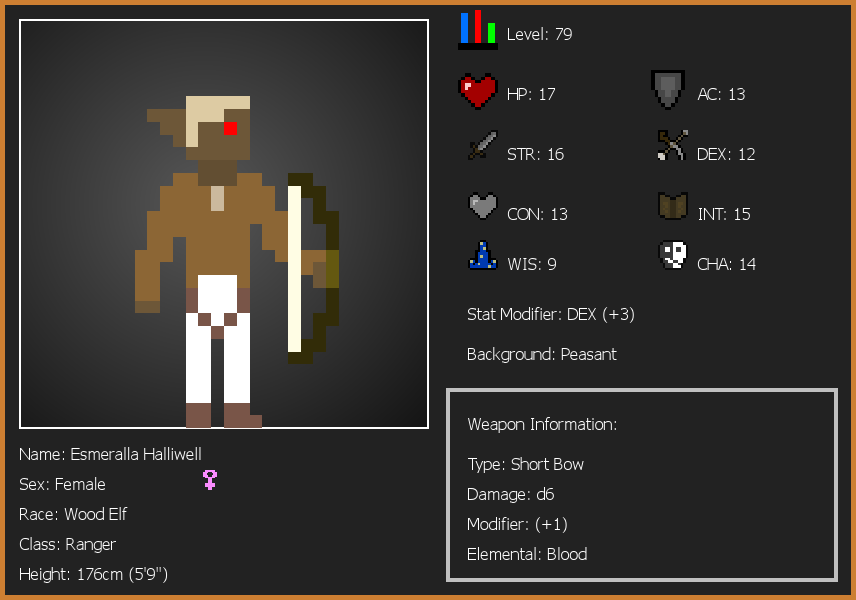 Level: 79
HP: 17
AC: 13
STR: 16
DEX: 12
CON: 13
INT: 15
WIS: 9
CHA: 14
Stat Modifier: DEX (+3)
Background: Peasant
Weapon Information:
Type: Short Bow
Damage: d6
Modifier: (+1)
Elemental: Blood
Name: Esmeralla Halliwell
Sex: Female
Race: Wood Elf
Class: Ranger
Height: 176cm (5'9")